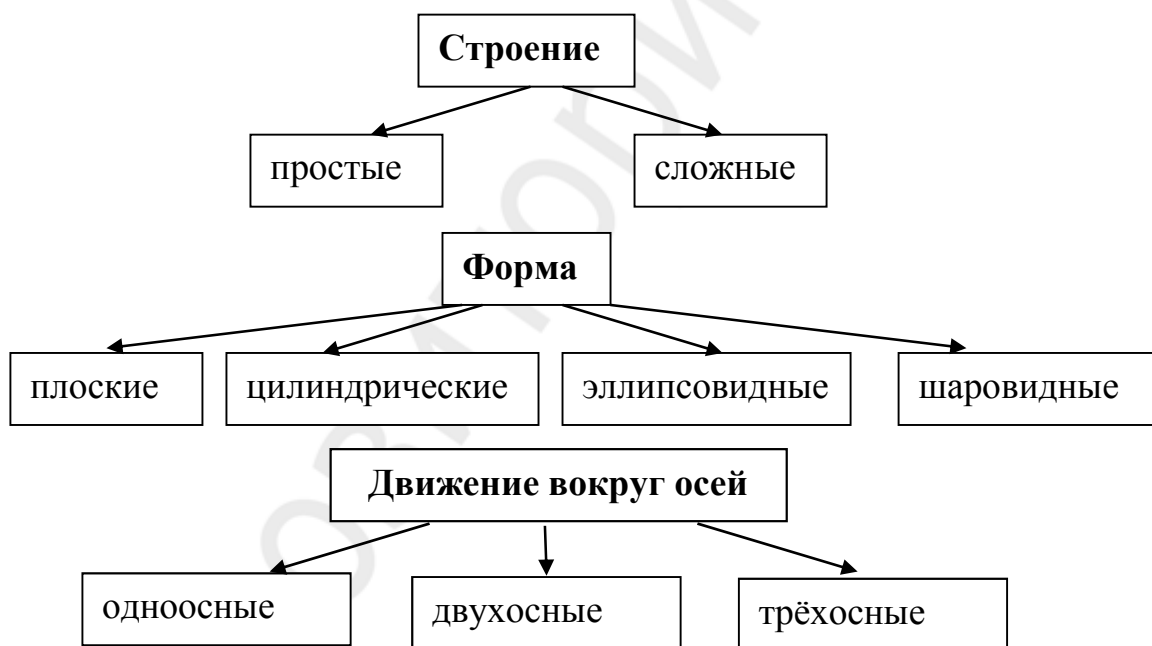 Строение
простые
сложные
Форма
плоские
цилиндрические
эллипсовидные
шаровидные
Движение вокруг осей
одноосные
двухосные
трёхосные